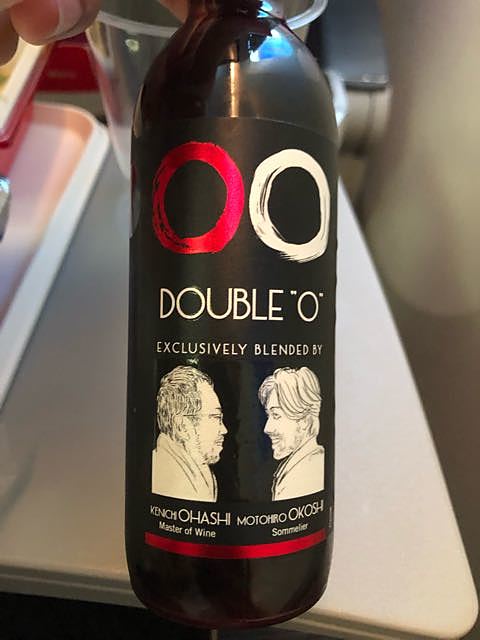 OO
DOUBLE "O"
EXCLUSIVELY BLENDED BY
KENICHI OHASHI MOTOHIRO OKOSHI
Master of Wine Sommelier